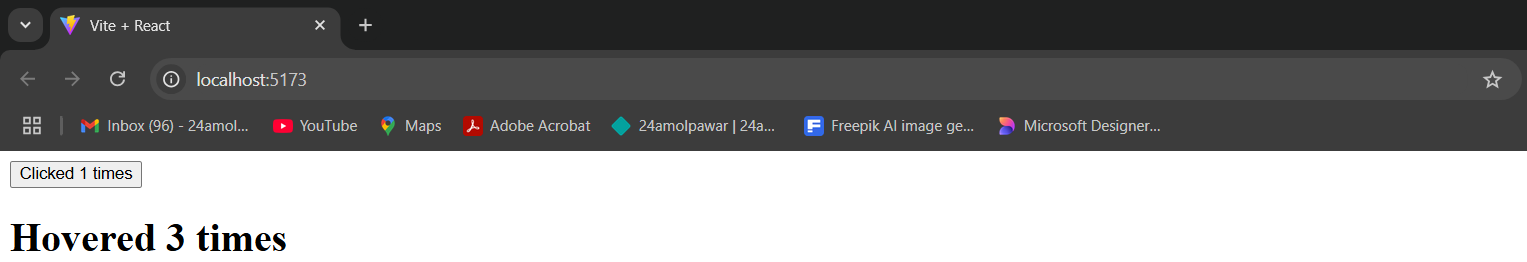 Vite + React
localhost:5173
Inbox (96) - 24amol... YouTube Maps Adobe Acrobat 24amolpawar | 24a... Freepik AI image ge... Microsoft Designer...
Clicked 1 times
Hovered 3 times